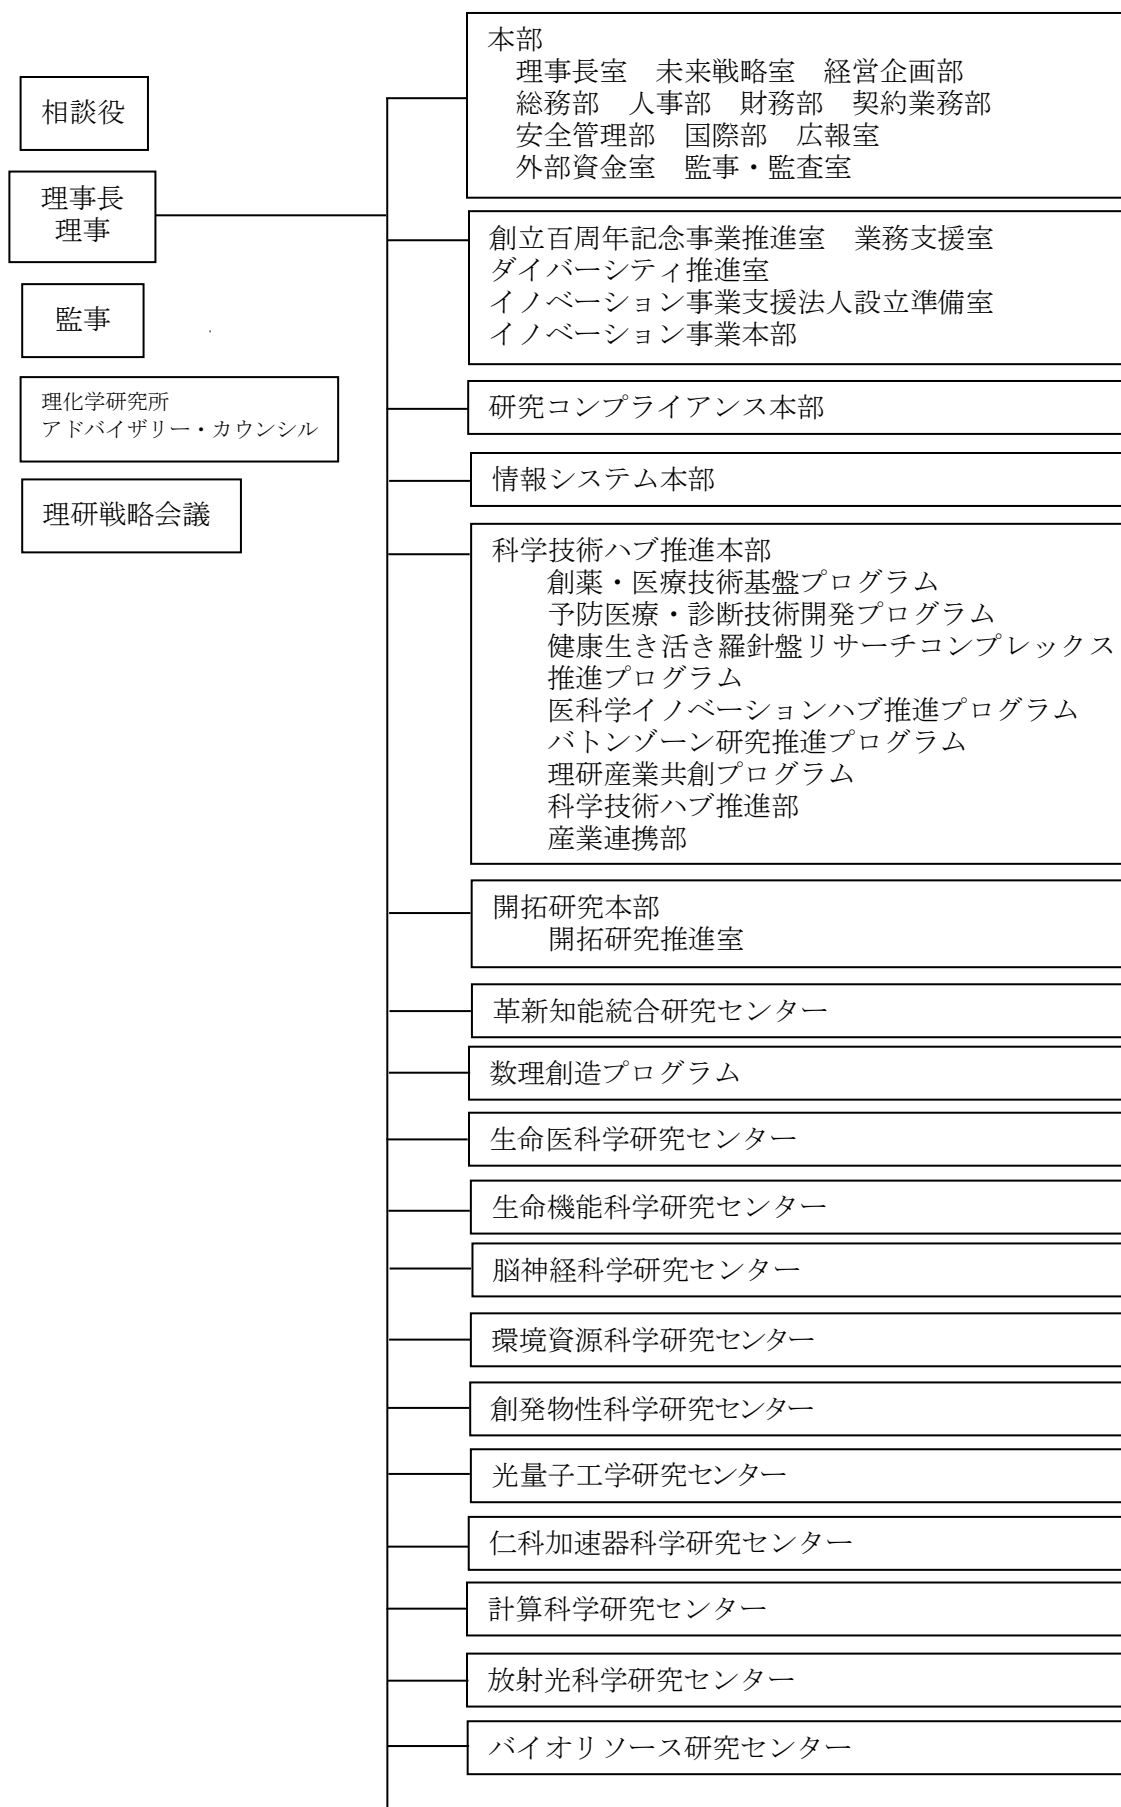 相談役
理事長
理事
監事
理化学研究所
アドバイザリー・カウンシル
理研戦略会議
本部
理事長室　未来戦略室　経営企画部
総務部　人事部　財務部　契約業務部
安全管理部　国際部　広報室
外部資金室　監事・監査室
創立百周年記念事業推進室　業務支援室
ダイバーシティ推進室
イノベーション事業支援法人設立準備室
イノベーション事業本部
研究コンプライアンス本部
情報システム本部
科学技術ハブ推進本部
創薬・医療技術基盤プログラム
予防医療・診断技術開発プログラム
健康生き活き羅針盤リサーチコンプレックス
推進プログラム
医科学イノベーションハブ推進プログラム
バトンゾーン研究推進プログラム
理研産業共創プログラム
科学技術ハブ推進部
産業連携部
開拓研究本部
開拓研究推進室
革新知能統合研究センター
数理創造プログラム
生命医科学研究センター
生命機能科学研究センター
脳神経科学研究センター
環境資源科学研究センター
創発物性科学研究センター
光量子工学研究センター
仁科加速器科学研究センター
計算科学研究センター
放射光科学研究センター
バイオリソース研究センター